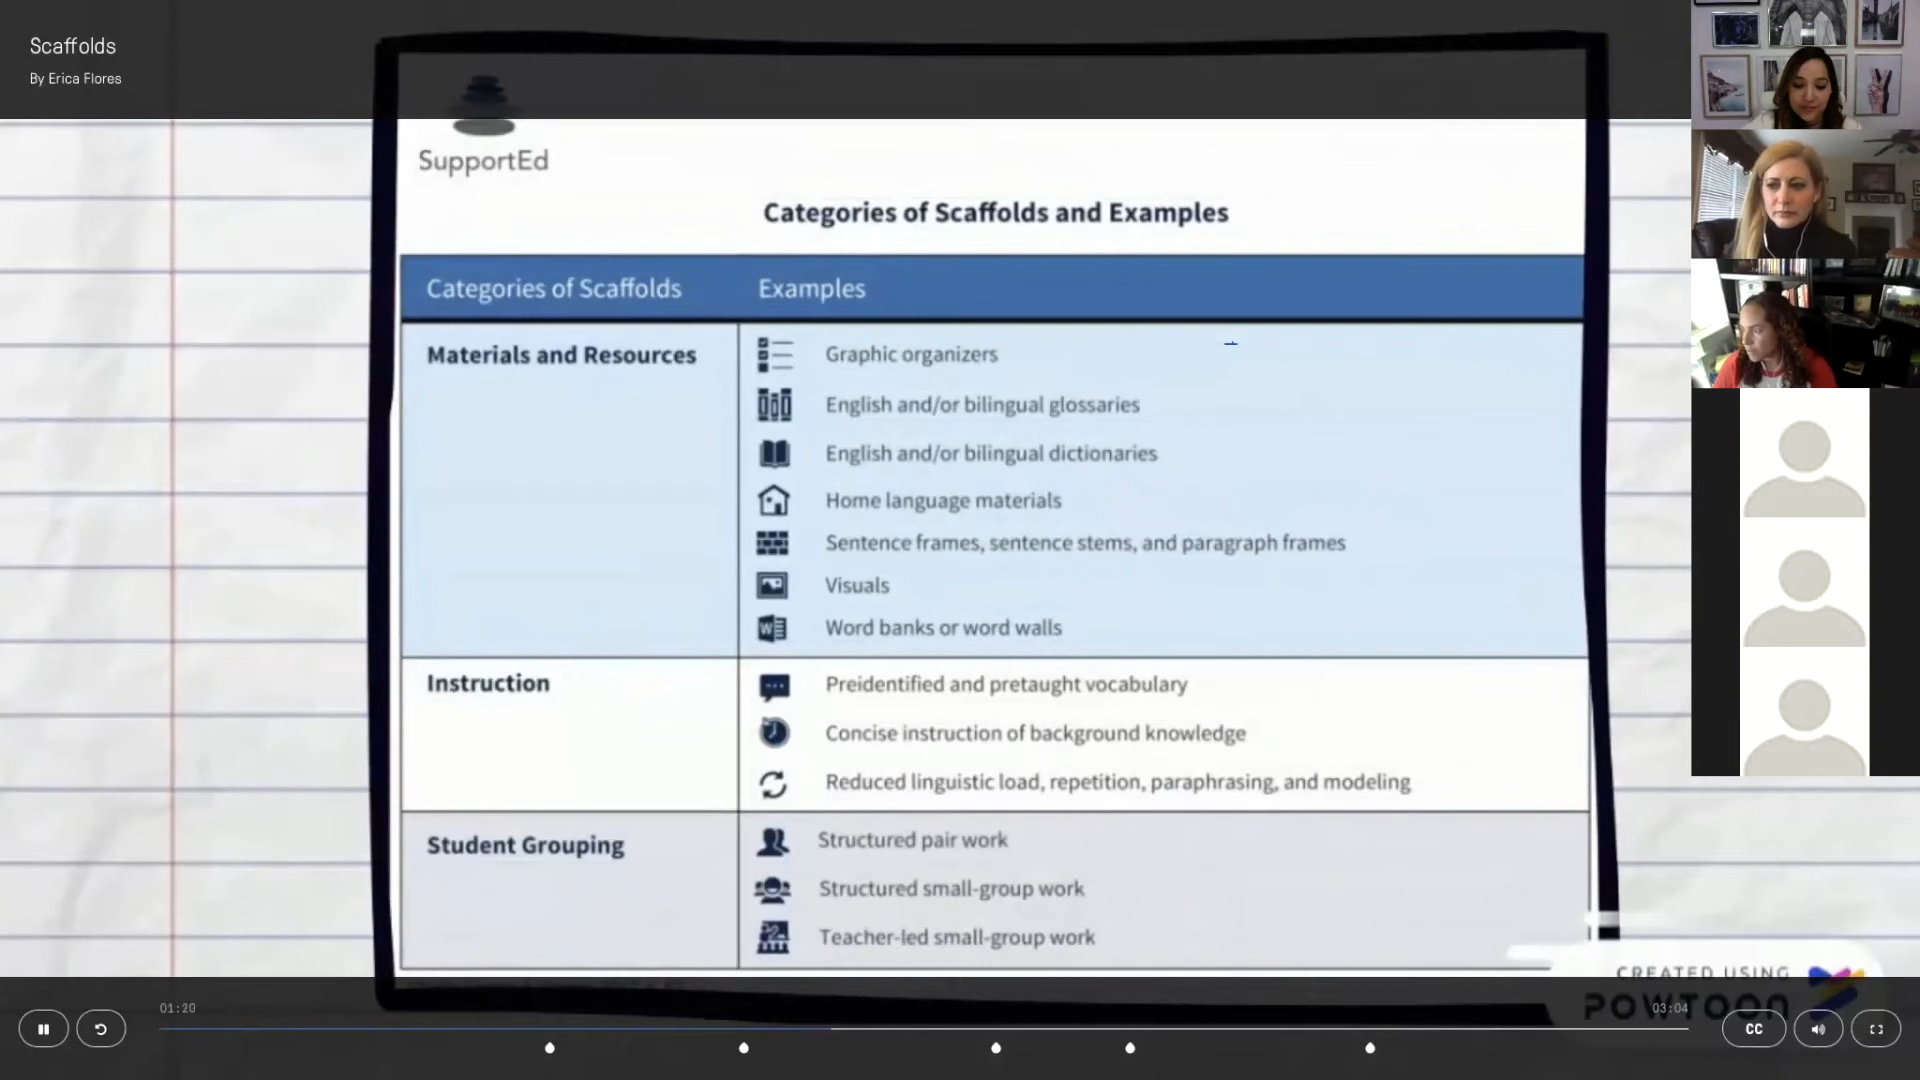 Scaffolds
By Erica Flores
SupportEd
Categories of Scaffolds and Examples
Categories of Scaffolds
Examples
Materials and Resources
Graphic organizers
English and/or bilingual glossaries
English and/or bilingual dictionaries
Home language materials
Sentence frames, sentence stems, and paragraph frames
Visuals
Word banks or word walls
Instruction
Preidentified and pretaught vocabulary
Concise instruction of background knowledge
Reduced linguistic load, repetition, paraphrasing, and modeling
Student Grouping
Structured pair work
Structured small-group work
Teacher-led small-group work
CREATED USING
POWTOON
01:20
03:04
CC